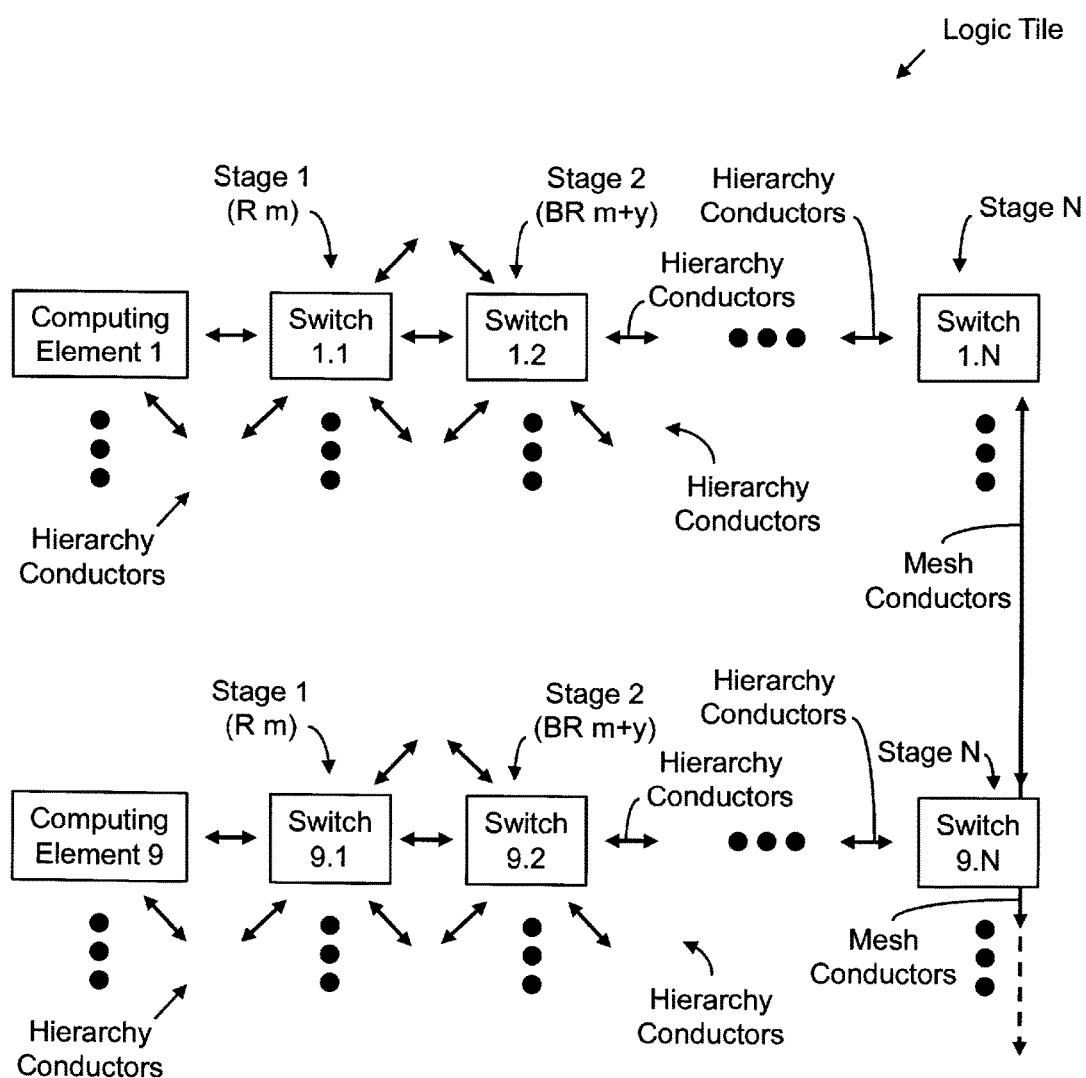 Logic Tile
Stage 1
(R m)
Stage 2
(BR m+y)
Hierarchy
Conductors
Stage N
Hierarchy
Conductors
Computing
Element 1
Switch
1.1
Switch
1.2
Switch
1.N
Hierarchy
Conductors
Hierarchy
Conductors
Mesh
Conductors
Stage 1
(R m)
Stage 2
(BR m+y)
Hierarchy
Conductors
Stage N
Hierarchy
Conductors
Computing
Element 9
Switch
9.1
Switch
9.2
Switch
9.N
Mesh
Conductors
Hierarchy
Conductors
Hierarchy
Conductors